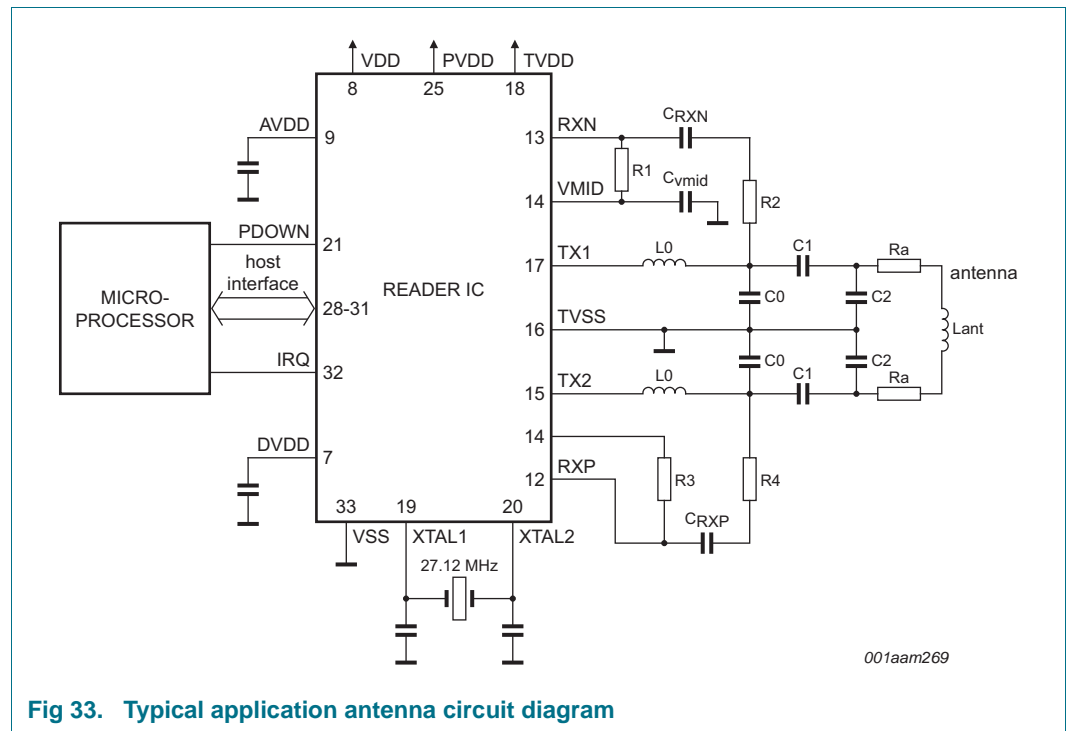 VDD PVDD TVDD
8 25 18
AVDD 9 13 RXN CRXN
R1
14 VMID Cvmid R2
PDOWN 21
17 TX1 L0 C1 Ra
host interface
READER IC
antenna
MICRO-
PROCESSOR
28-31
C0 C2 Lant
16 TVSS
IRQ 32
C0 C2
15 TX2 L0 C1 Ra
14
DVDD 7
12 RXP R3 R4
33 19 20
CRXP
VSS XTAL1 XTAL2
27.12 MHz
001aam269
Fig 33. Typical application antenna circuit diagram